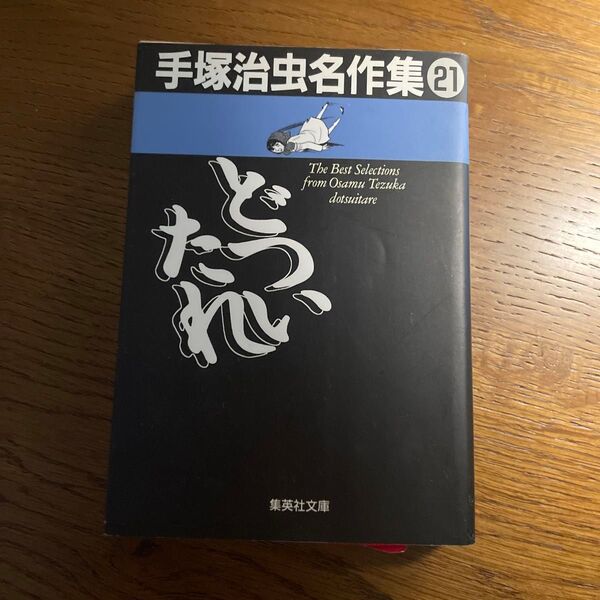 手塚治虫名作集21
The Best Selections
from Osamu Tezuka
dotsuitare
どついたれ
集英社文庫